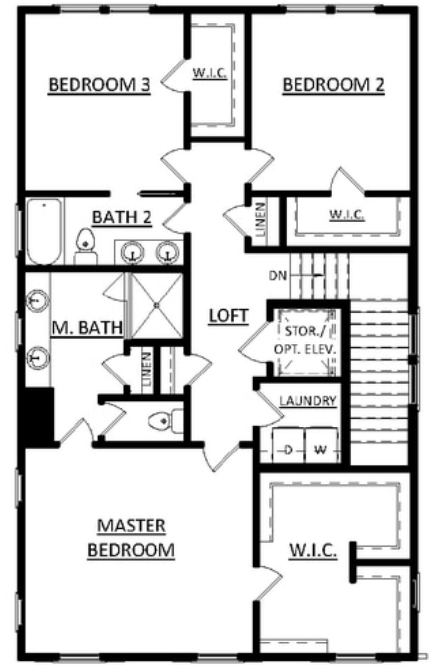 BEDROOM 3
W.I.C.
BEDROOM 2
BATH 2
LINEN
W.I.C.
DN
M. BATH
LOFT
STOR./
OPT. ELEV.
LINEN
LAUNDRY
D W
MASTER
BEDROOM
W.I.C.